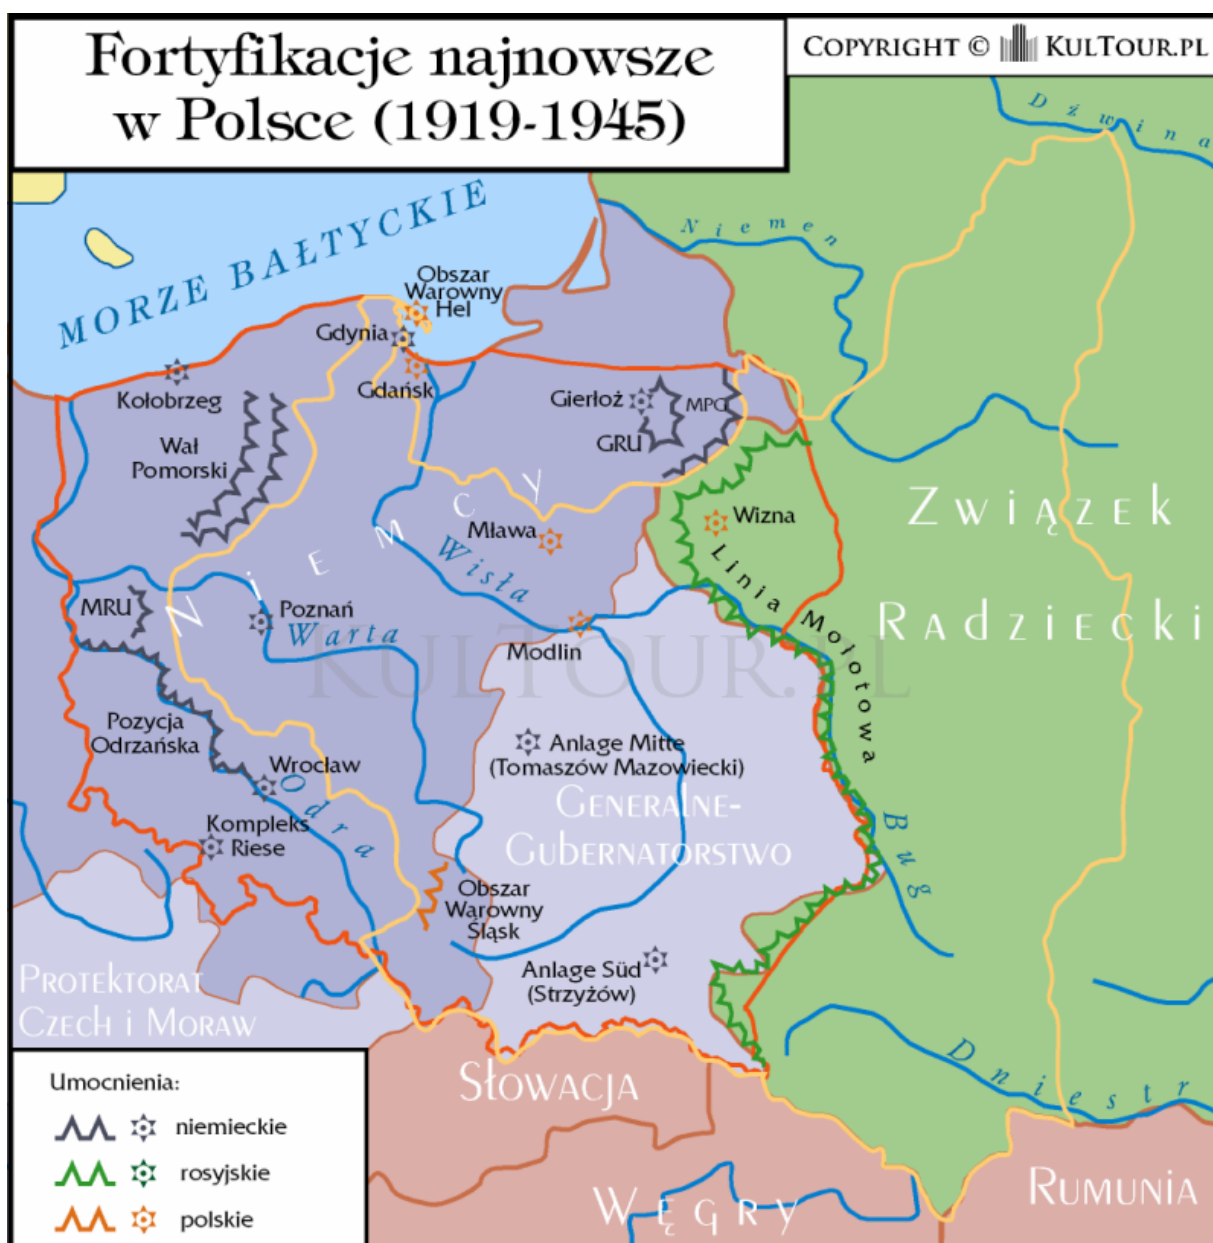 Fortyfikacje najnowsze
w Polsce (1919-1945)
COPYRIGHT © KULTOUR.PL
Dźwina
Niemen
MORZE BAŁTYCKIE
Obszar
Warowny
Hel
Gdynia
Gdańsk
Kołobrzeg
Gierłoż
MPG
GRU
Wał
Pomorski
NIEMCY
Mława
Wizna
Wisła
Linia Mołotowa
ZWIĄZEK
RADZIECKI
MRU
Poznań
Warta
Modlin
KULTOUR.PL
Pozycja
Odrzańska
Wrocław
Odra
Anlage Mitte
(Tomaszów Mazowiecki)
GENERALNE-
GUBERNATORSTWO
Bug
Kompleks
Riese
Obszar
Warowny
Śląsk
Anlage Süd
(Strzyżów)
PROTEKTORAT
CZECH I MORAW
SŁOWACJA
Dniestr
WĘGRY
RUMUNIA
Umocnienia:
niemieckie
rosyjskie
polskie